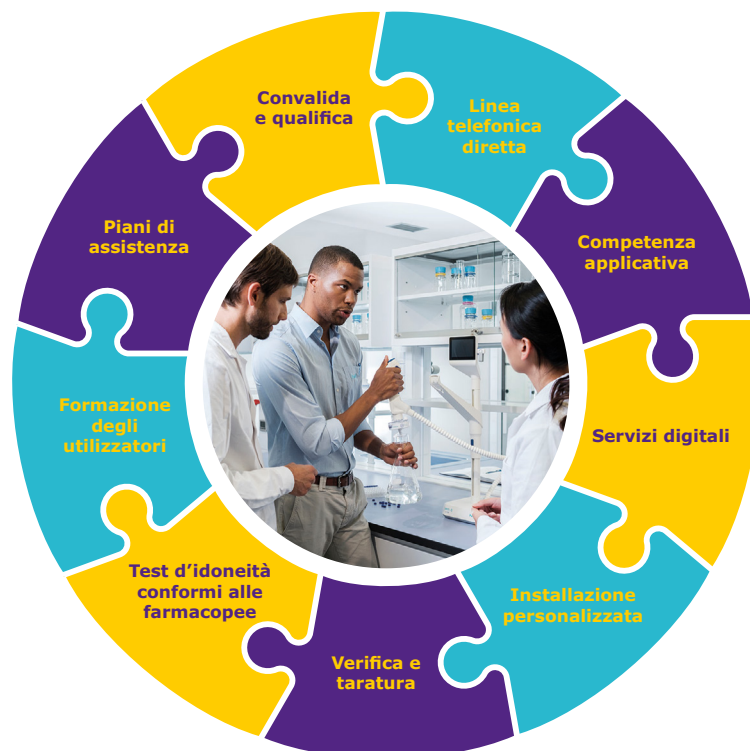 Convalida
e qualifica
Linea
telefonica
diretta
Competenza
applicativa
Servizi digitali
Installazione
personalizzata
Verifica e
taratura
Test d’idoneità
conformi alle
farmacopee
Formazione
degli
utilizzatori
Piani di
assistenza